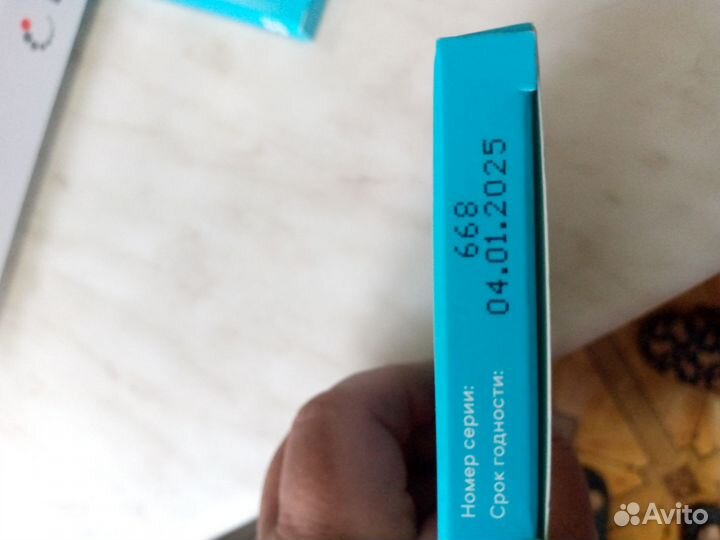 Номер серии: 668
Срок годности: 04.01.2025
Avito